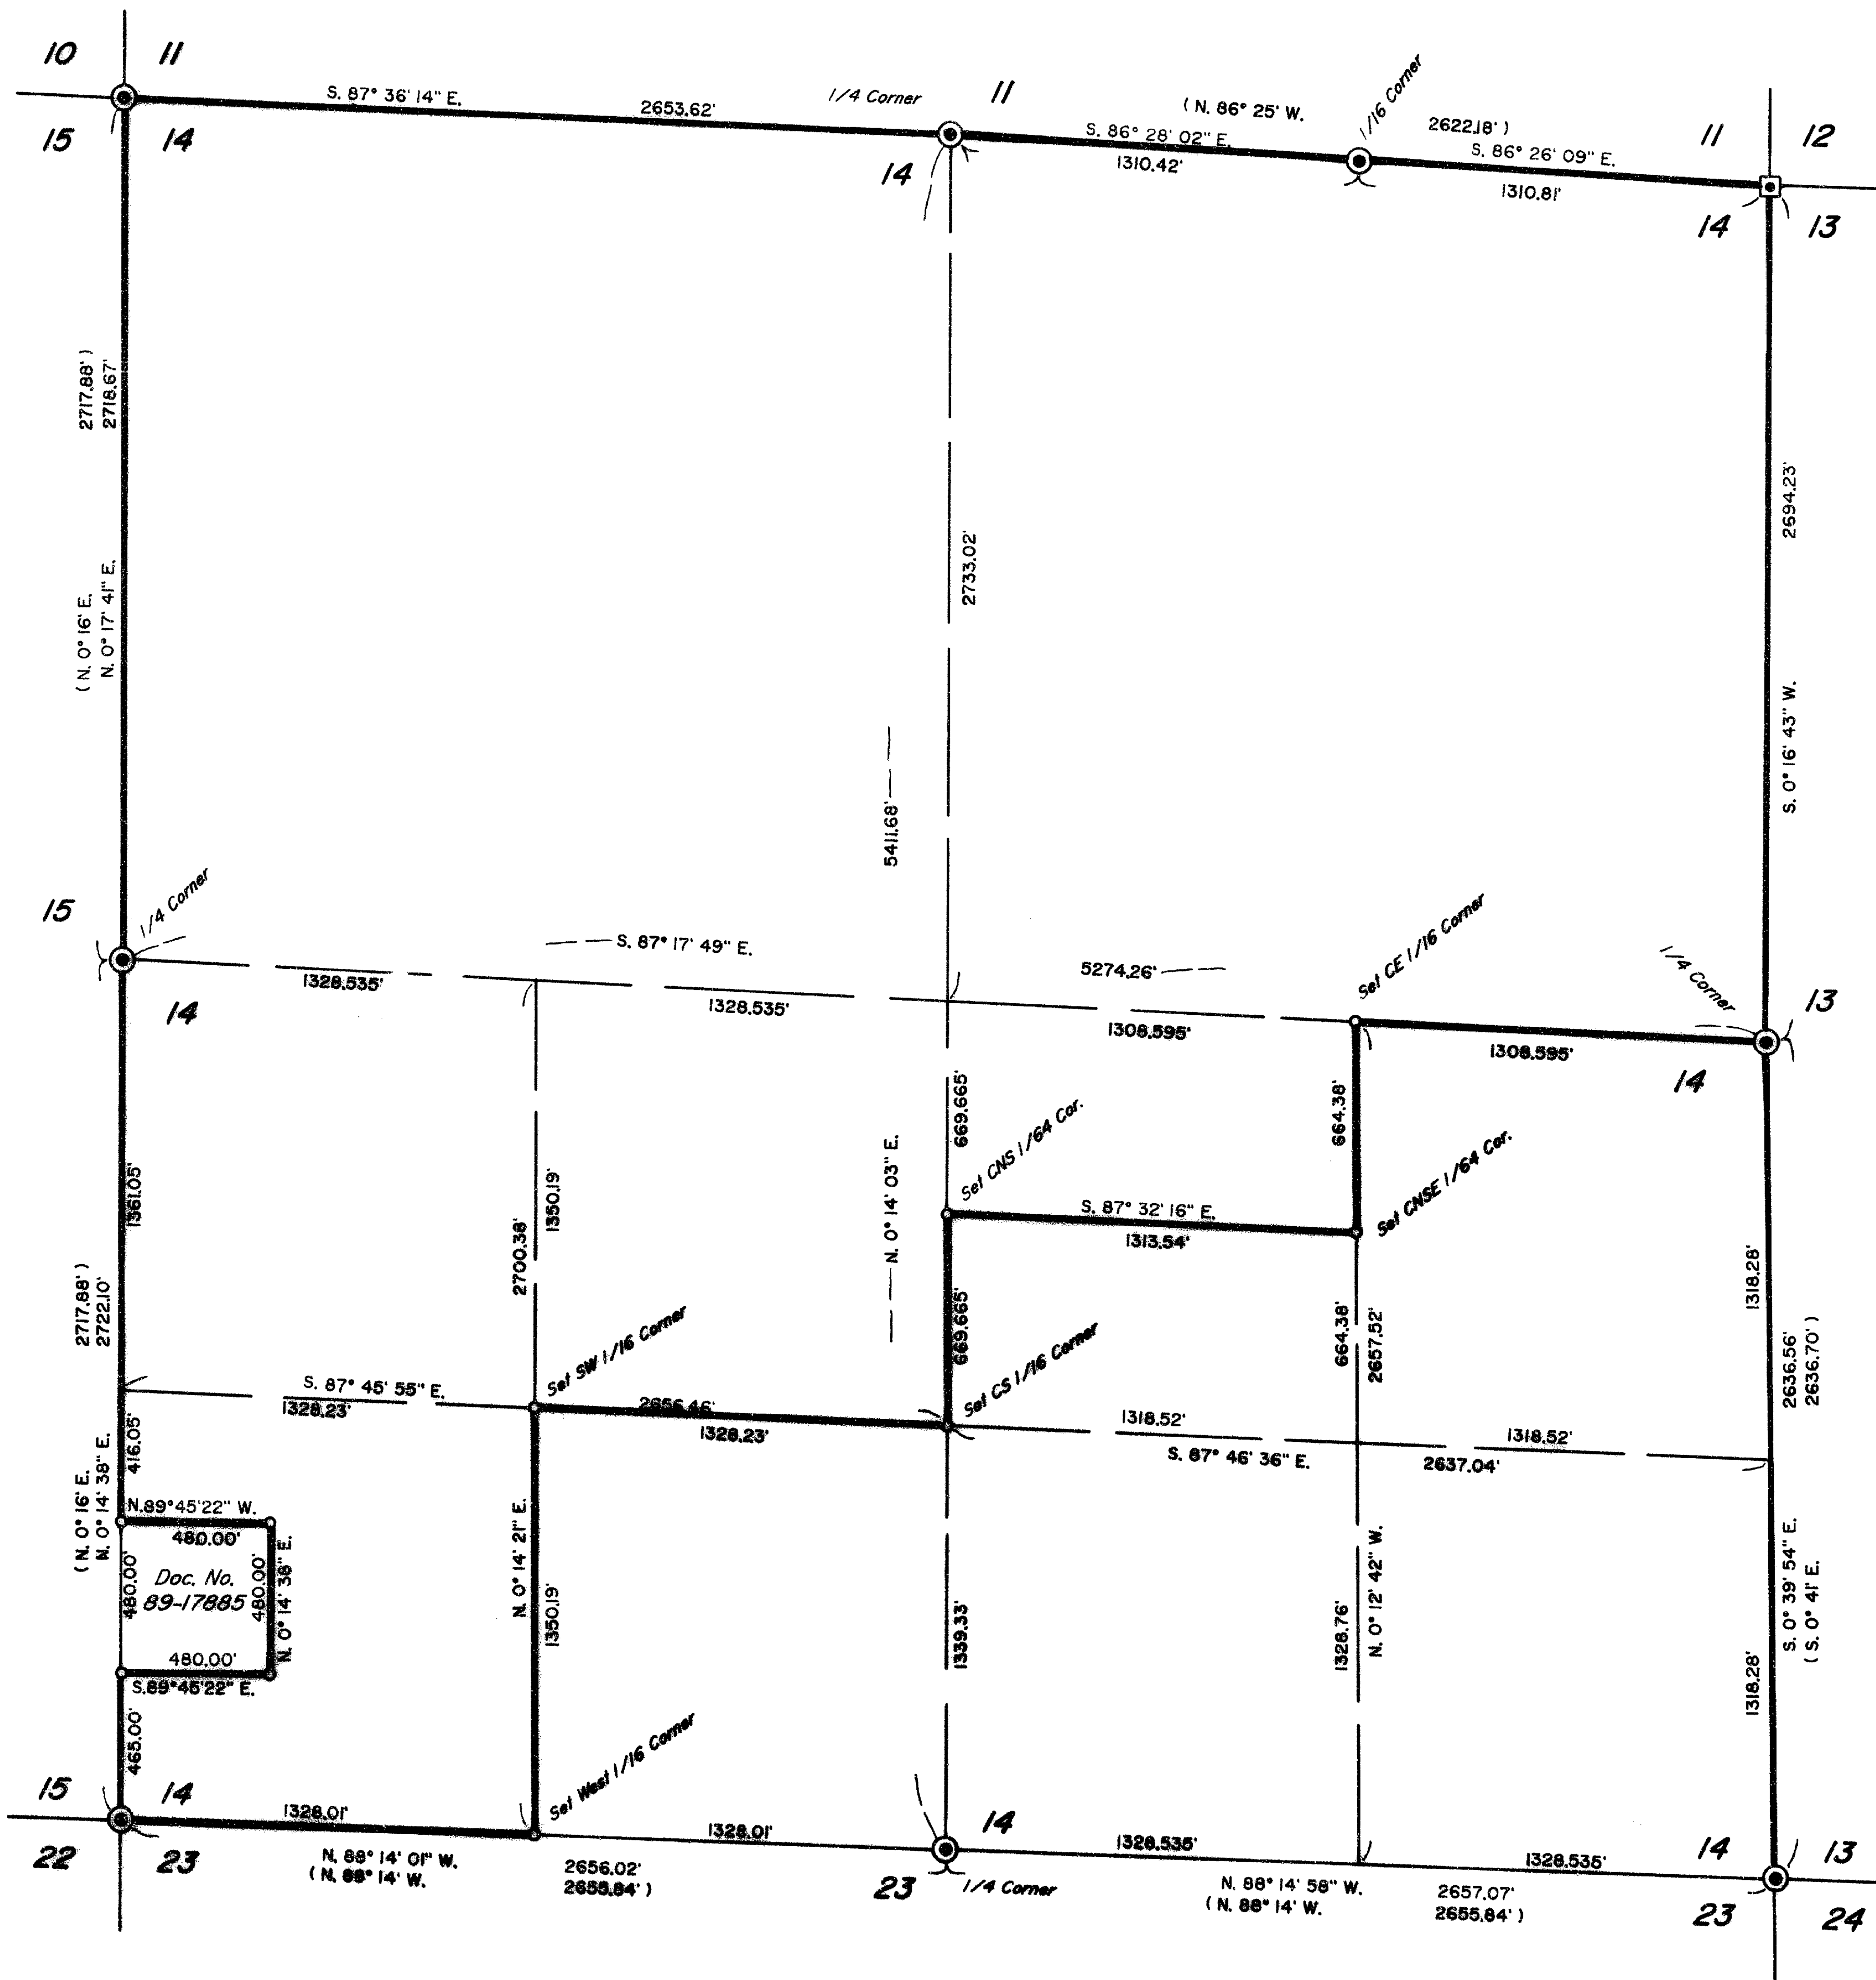 10 11
15 14
S. 87° 36' 14" E.
2653.62'
1/4 Corner
11
14
( N. 86° 25' W.
2622.18' )
S. 86° 28' 02" E.
1310.42'
1/16 Corner
S. 86° 26' 09" E.
1310.81'
11 12
14 13
2717.88' )
2718.67'
( N. 0° 16' E.
N. 0° 17' 41" E.
2733.02'
5411.68'
2694.23'
S. 0° 16' 43" W.
15
1/4 Corner
14
S. 87° 17' 49" E.
5274.26'
1328.535'
1328.535'
1308.595'
1308.595'
Set CE 1/16 Corner
1/4 Corner
13
14
1361.05'
1350.19'
2700.38'
N. 0° 14' 03" E.
669.665'
Set CNS 1/64 Cor.
664.38'
S. 87° 32' 16" E.
1313.54'
Set CNSE 1/64 Cor.
1318.28'
2717.88' )
2722.10'
669.665'
664.38'
2657.52'
2636.56'
2636.70' )
Set SW 1/16 Corner
Set CS 1/16 Corner
S. 87° 45' 55" E.
2656.46'
1328.23'
1328.23'
1318.52'
1318.52'
S. 87° 46' 36" E.
2637.04'
416.05'
( N. 0° 16' E.
N. 0° 14' 38" E.
N.89°45'22" W.
480.00'
480.00'
Doc. No.
89-17885
480.00'
N. 0° 14' 38" E.
480.00'
S.89°45'22" E.
465.00'
N. 0° 14' 21" E.
1350.19'
1339.33'
1328.76'
N. 0° 12' 42" W.
1318.28'
S. 0° 39' 54" E.
( S. 0° 41' E.
Set West 1/16 Corner
15 14
22 23
1328.01'
1328.01'
N. 88° 14' 01" W.
( N. 88° 14' W.
2656.02'
2655.84' )
14
23
1/4 Corner
1328.535'
1328.535'
N. 88° 14' 58" W.
( N. 88° 14' W.
2657.07'
2655.84' )
14 13
23 24